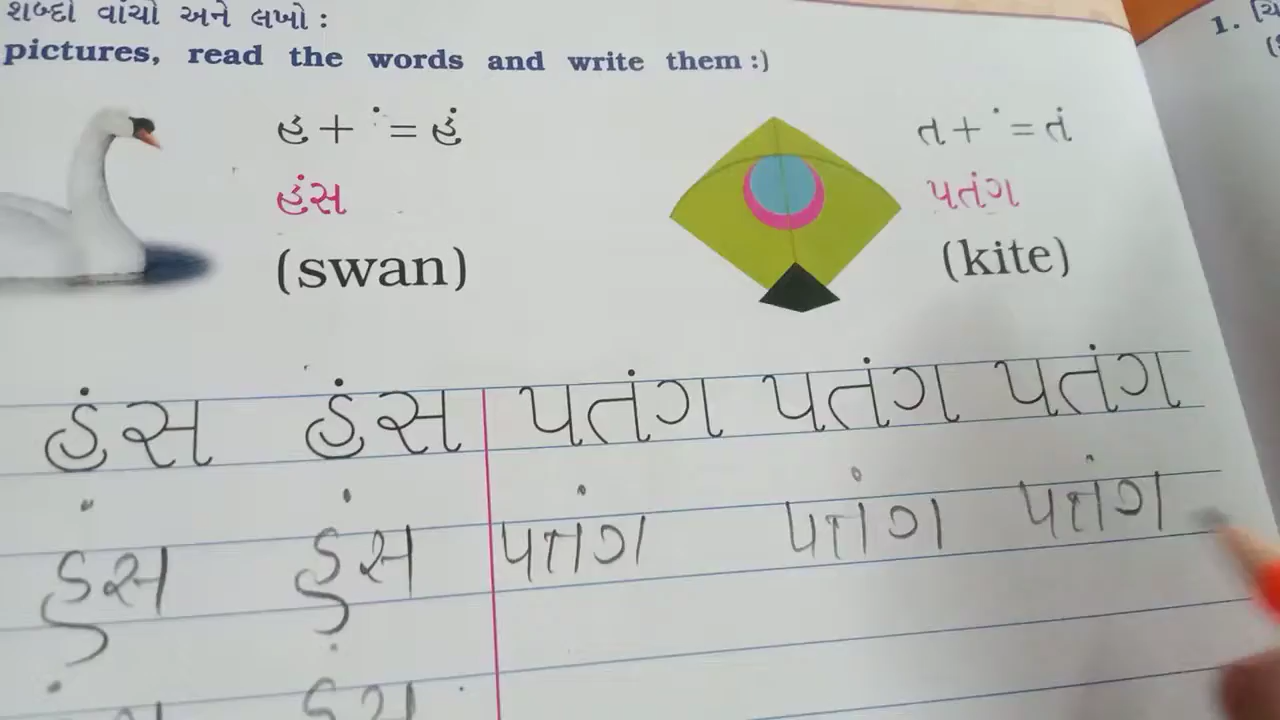 શબ્દો વાંચો અને લખો :
pictures, read the words and write them :)
હ + ં = હં
હંસ
(swan)
ત + ં = તં
પતંગ
(kite)
1.
હંસ હંસ પતંગ પતંગ પતંગ
હંસ હંસ પતંગ પતંગ પતંગ